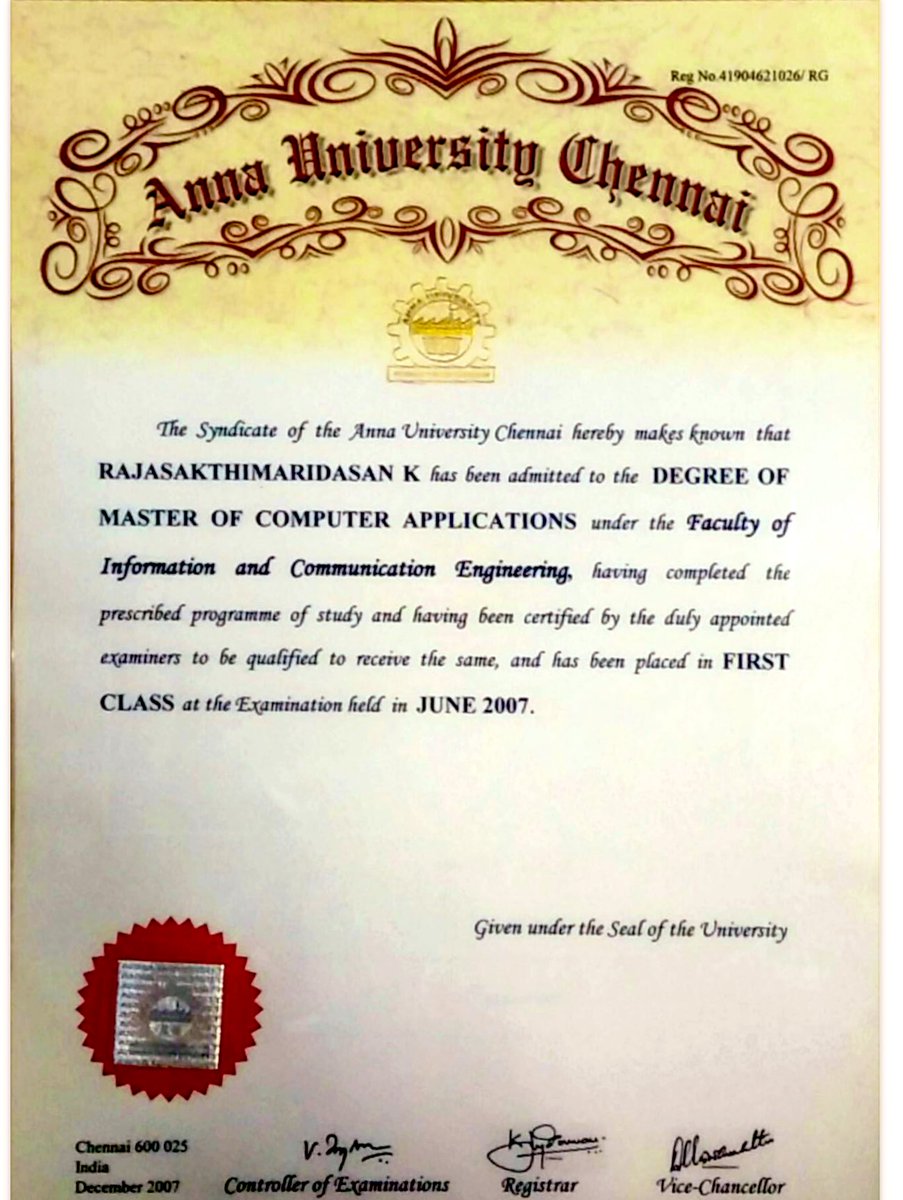 Reg No.41904621026/ RG
Anna University Chennai
The Syndicate of the Anna University Chennai hereby makes known that
RAJASAKTHIMARIDASAN K has been admitted to the DEGREE OF
MASTER OF COMPUTER APPLICATIONS under the Faculty of
Information and Communication Engineering, having completed the
prescribed programme of study and having been certified by the duly appointed
examiners to be qualified to receive the same, and has been placed in FIRST
CLASS at the Examination held in JUNE 2007.
Given under the Seal of the University
Chennai 600 025
India
December 2007
Controller of Examinations
Registrar
Vice-Chancellor